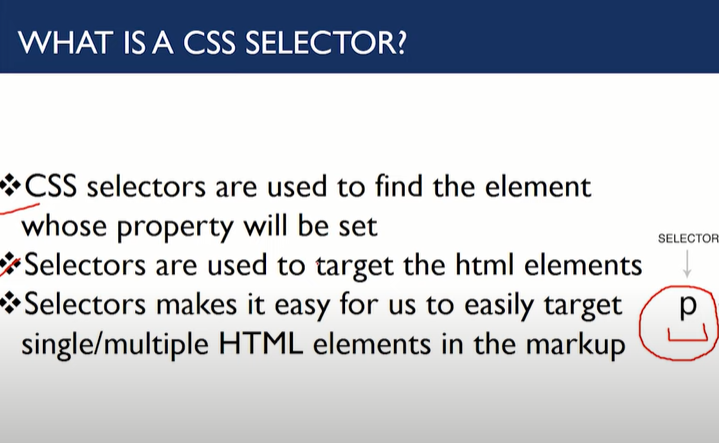 WHAT IS A CSS SELECTOR?
❖CSS selectors are used to find the element
whose property will be set
❖Selectors are used to target the html elements
❖Selectors makes it easy for us to easily target
single/multiple HTML elements in the markup
SELECTOR
p